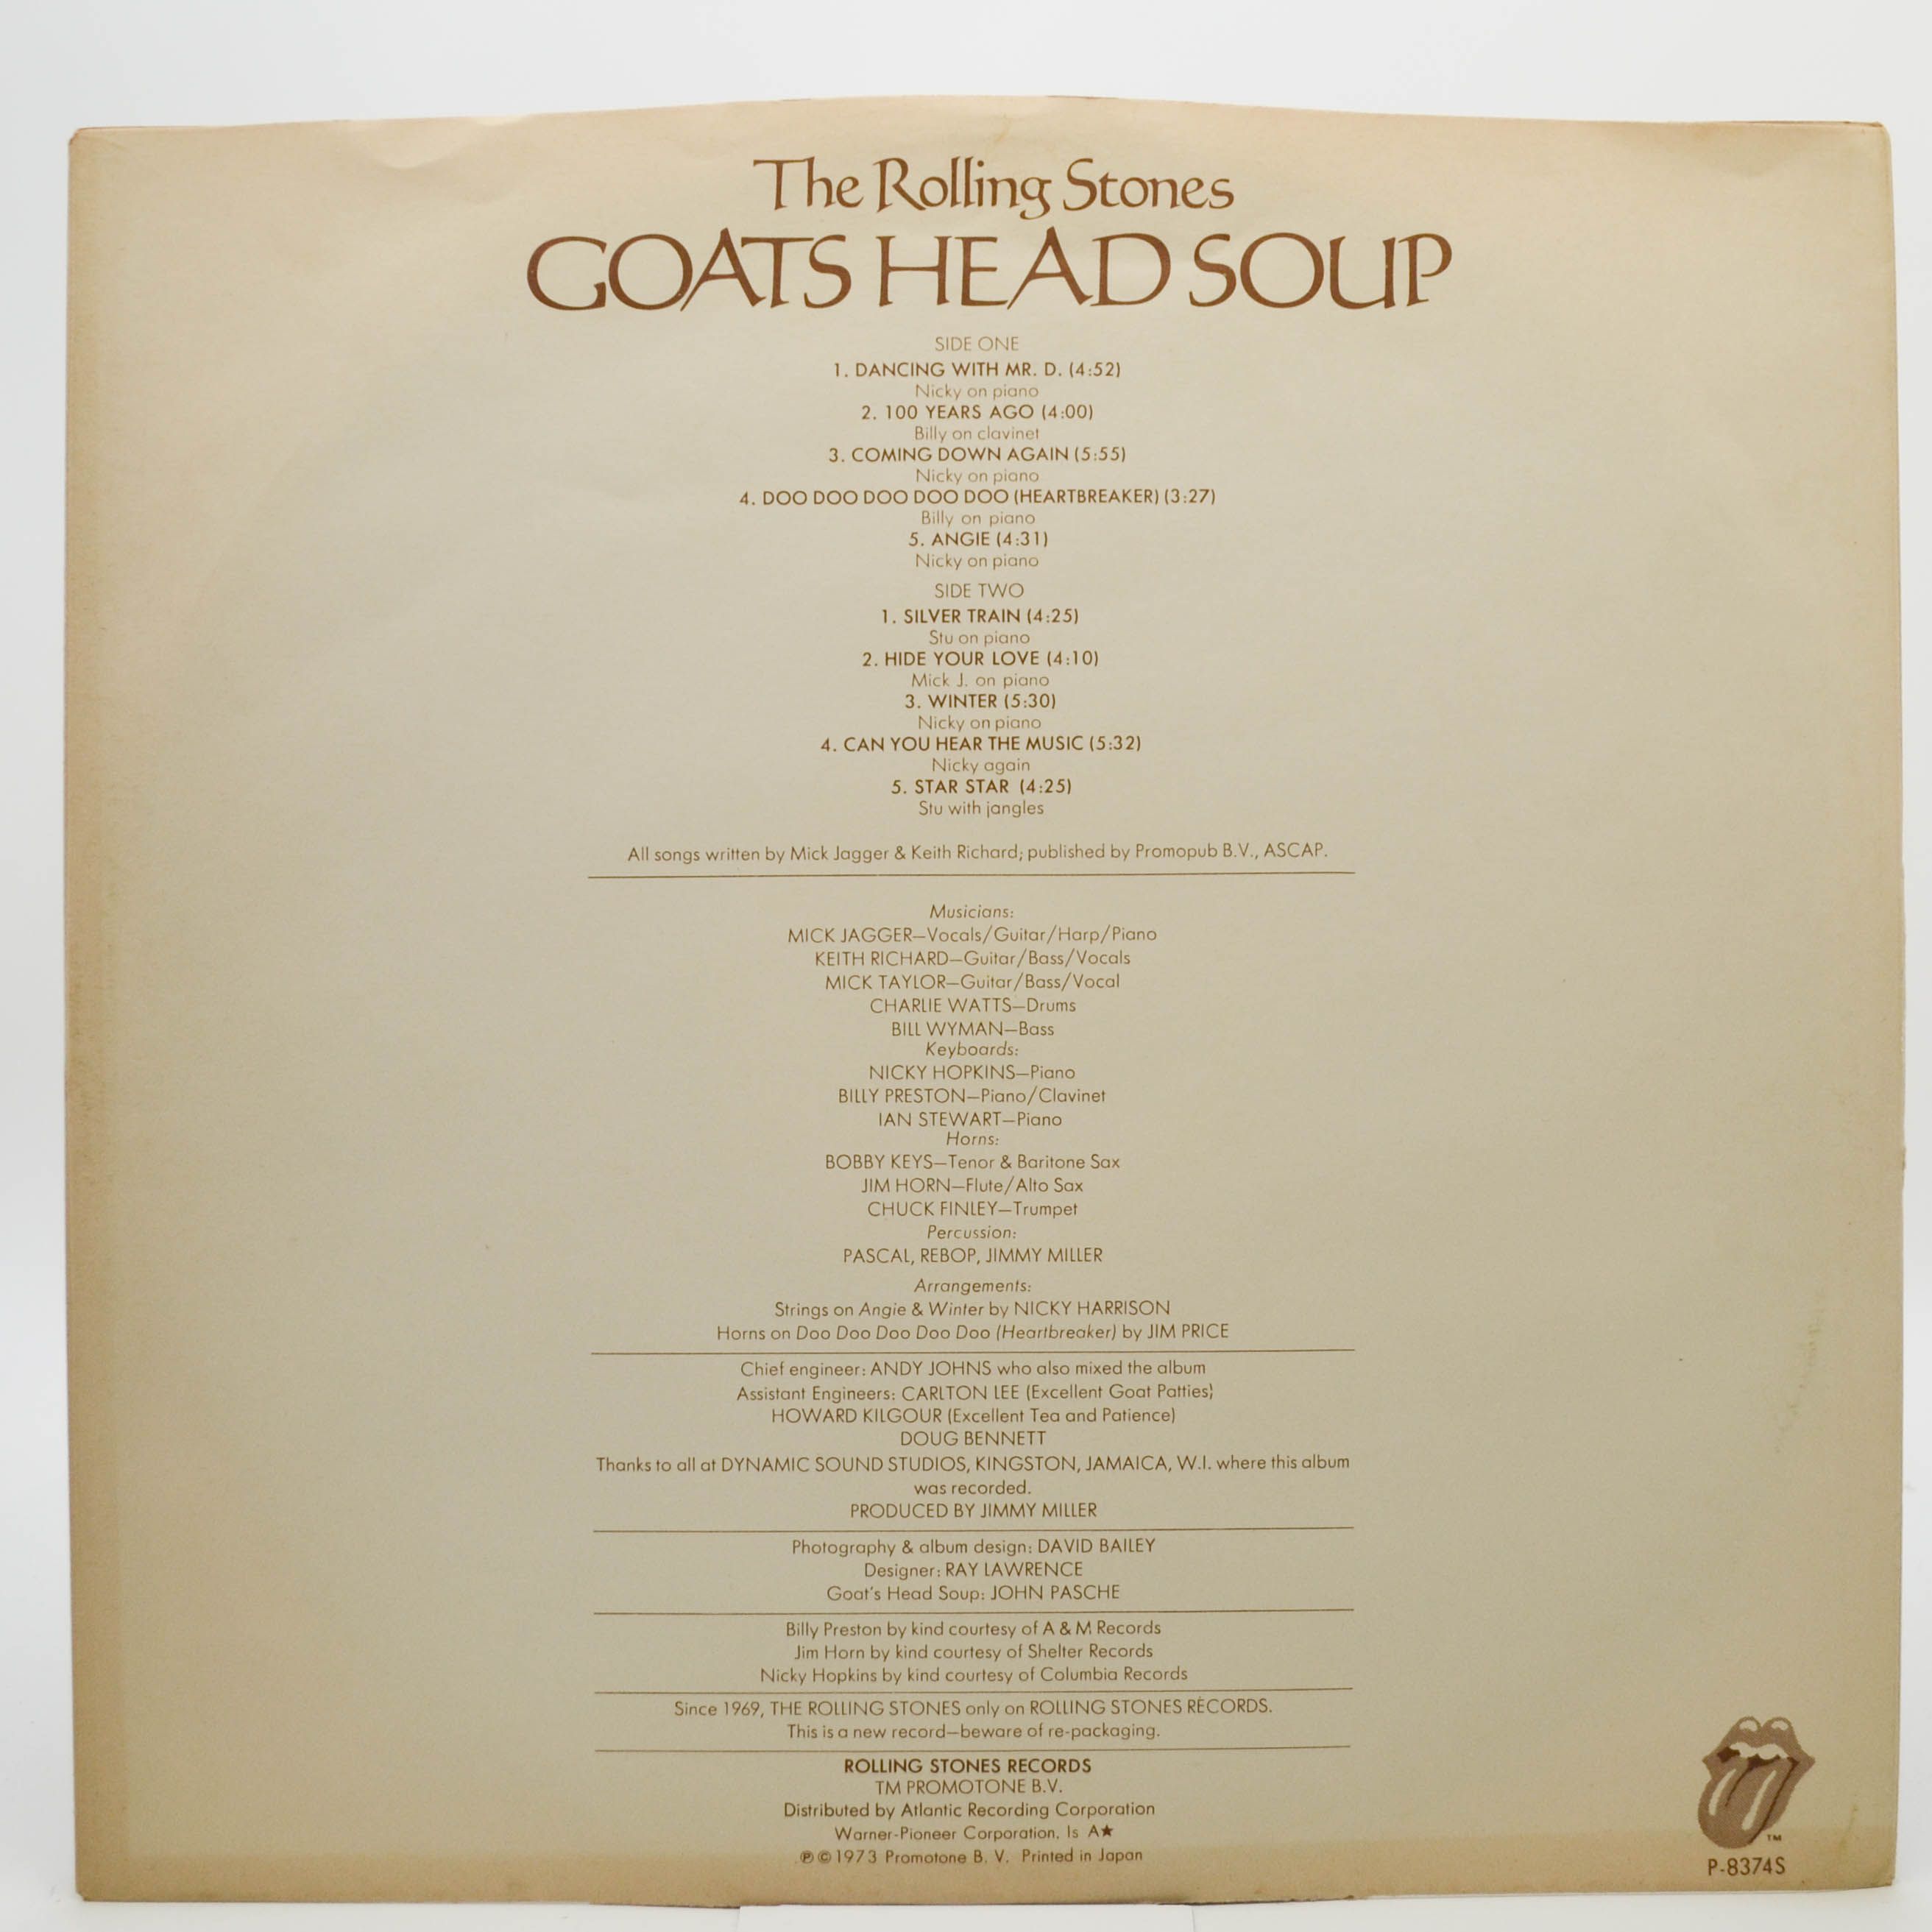 The Rolling Stones
GOATS HEAD SOUP
SIDE ONE
1. DANCING WITH MR. D. (4:52)
Nicky on piano
2. 100 YEARS AGO (4:00)
Billy on clavinet
3. COMING DOWN AGAIN (5:55)
Nicky on piano
4. DOO DOO DOO DOO DOO (HEARTBREAKER) (3:27)
Billy on piano
5. ANGIE (4:31)
Nicky on piano
SIDE TWO
1. SILVER TRAIN (4:25)
Stu on piano
2. HIDE YOUR LOVE (4:10)
Mick J. on piano
3. WINTER (5:30)
Nicky on piano
4. CAN YOU HEAR THE MUSIC (5:32)
Nicky again
5. STAR STAR (4:25)
Stu with jangles
All songs written by Mick Jagger & Keith Richard; published by Promopub B.V., ASCAP.
Musicians:
MICK JAGGER—Vocals/Guitar/Harp/Piano
KEITH RICHARD—Guitar/Bass/Vocals
MICK TAYLOR—Guitar/Bass/Vocal
CHARLIE WATTS—Drums
BILL WYMAN—Bass
Keyboards:
NICKY HOPKINS—Piano
BILLY PRESTON—Piano/Clavinet
IAN STEWART—Piano
Horns:
BOBBY KEYS—Tenor & Baritone Sax
JIM HORN—Flute/Alto Sax
CHUCK FINLEY—Trumpet
Percussion:
PASCAL, REBOP, JIMMY MILLER
Arrangements:
Strings on Angie & Winter by NICKY HARRISON
Horns on Doo Doo Doo Doo Doo (Heartbreaker) by JIM PRICE
Chief engineer: ANDY JOHNS who also mixed the album
Assistant Engineers: CARLTON LEE (Excellent Goat Patties)
HOWARD KILGOUR (Excellent Tea and Patience)
DOUG BENNETT
Thanks to all at DYNAMIC SOUND STUDIOS, KINGSTON, JAMAICA, W.I. where this album
was recorded.
PRODUCED BY JIMMY MILLER
Photography & album design: DAVID BAILEY
Designer: RAY LAWRENCE
Goat's Head Soup: JOHN PASCHE
Billy Preston by kind courtesy of A & M Records
Jim Horn by kind courtesy of Shelter Records
Nicky Hopkins by kind courtesy of Columbia Records
Since 1969, THE ROLLING STONES only on ROLLING STONES RECORDS.
This is a new record—beware of re-packaging.
ROLLING STONES RECORDS
TM PROMOTONE B.V.
Distributed by Atlantic Recording Corporation
Warner-Pioneer Corporation. Is A★
℗ © 1973 Promotone B. V. Printed in Japan
TM
P-8374S